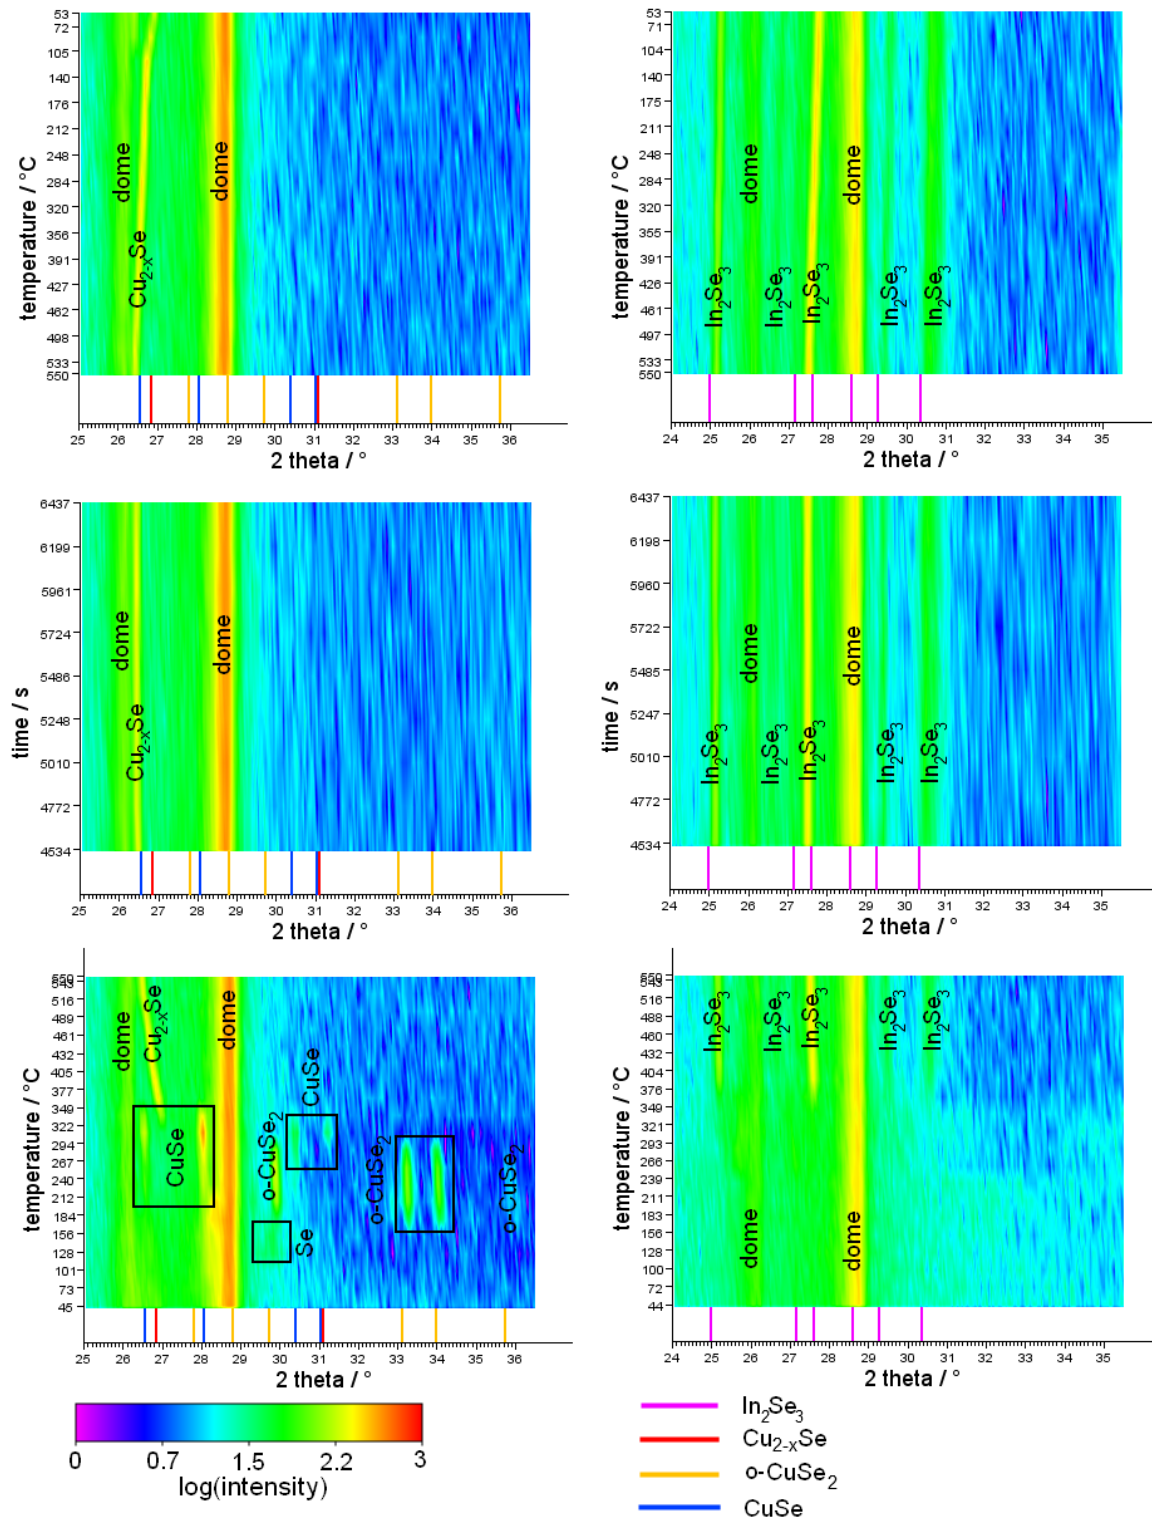 53
72
105
140
176
212
248
284
320
356
391
427
462
498
533
550
temperature / °C
dome
Cu2-xSe
dome
25 26 27 28 29 30 31 32 33 34 35 36
2 theta / °
53
71
104
140
175
211
248
284
320
355
391
426
461
497
533
550
temperature / °C
In2Se3
dome
In2Se3
In2Se3
dome
In2Se3
In2Se3
24 25 26 27 28 29 30 31 32 33 34 35
2 theta / °
6437
6199
5961
5724
5486
5248
5010
4772
4534
time / s
dome
Cu2-xSe
dome
25 26 27 28 29 30 31 32 33 34 35 36
2 theta / °
6437
6198
5960
5722
5485
5247
5010
4772
4534
time / s
In2Se3
dome
In2Se3
In2Se3
dome
In2Se3
In2Se3
24 25 26 27 28 29 30 31 32 33 34 35
2 theta / °
550
543
516
489
461
432
405
377
349
322
294
267
240
212
184
156
128
101
73
45
temperature / °C
dome
Cu2-xSe
CuSe
dome
o-CuSe2
Se
CuSe
o-CuSe2
o-CuSe2
25 26 27 28 29 30 31 32 33 34 35 36
2 theta / °
550
543
516
488
460
432
404
376
349
321
293
266
239
211
183
155
128
100
72
44
temperature / °C
In2Se3
dome
In2Se3
In2Se3
dome
In2Se3
In2Se3
24 25 26 27 28 29 30 31 32 33 34 35
2 theta / °
0 0.7 1.5 2.2 3
log(intensity)
In2Se3
Cu2-xSe
o-CuSe2
CuSe